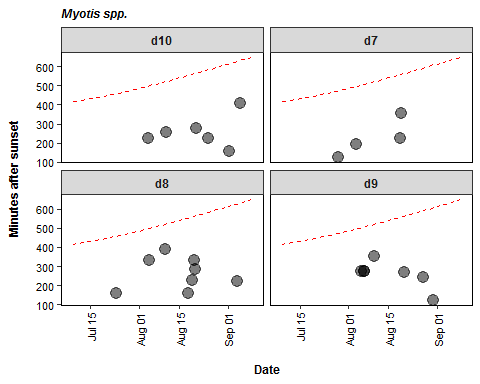 Myotis spp.
d10
d7
600
500
400
300
200
100
d8
d9
600
500
400
300
200
100
Minutes after sunset
Jul 15
Aug 01
Aug 15
Sep 01
Jul 15
Aug 01
Aug 15
Sep 01
Date